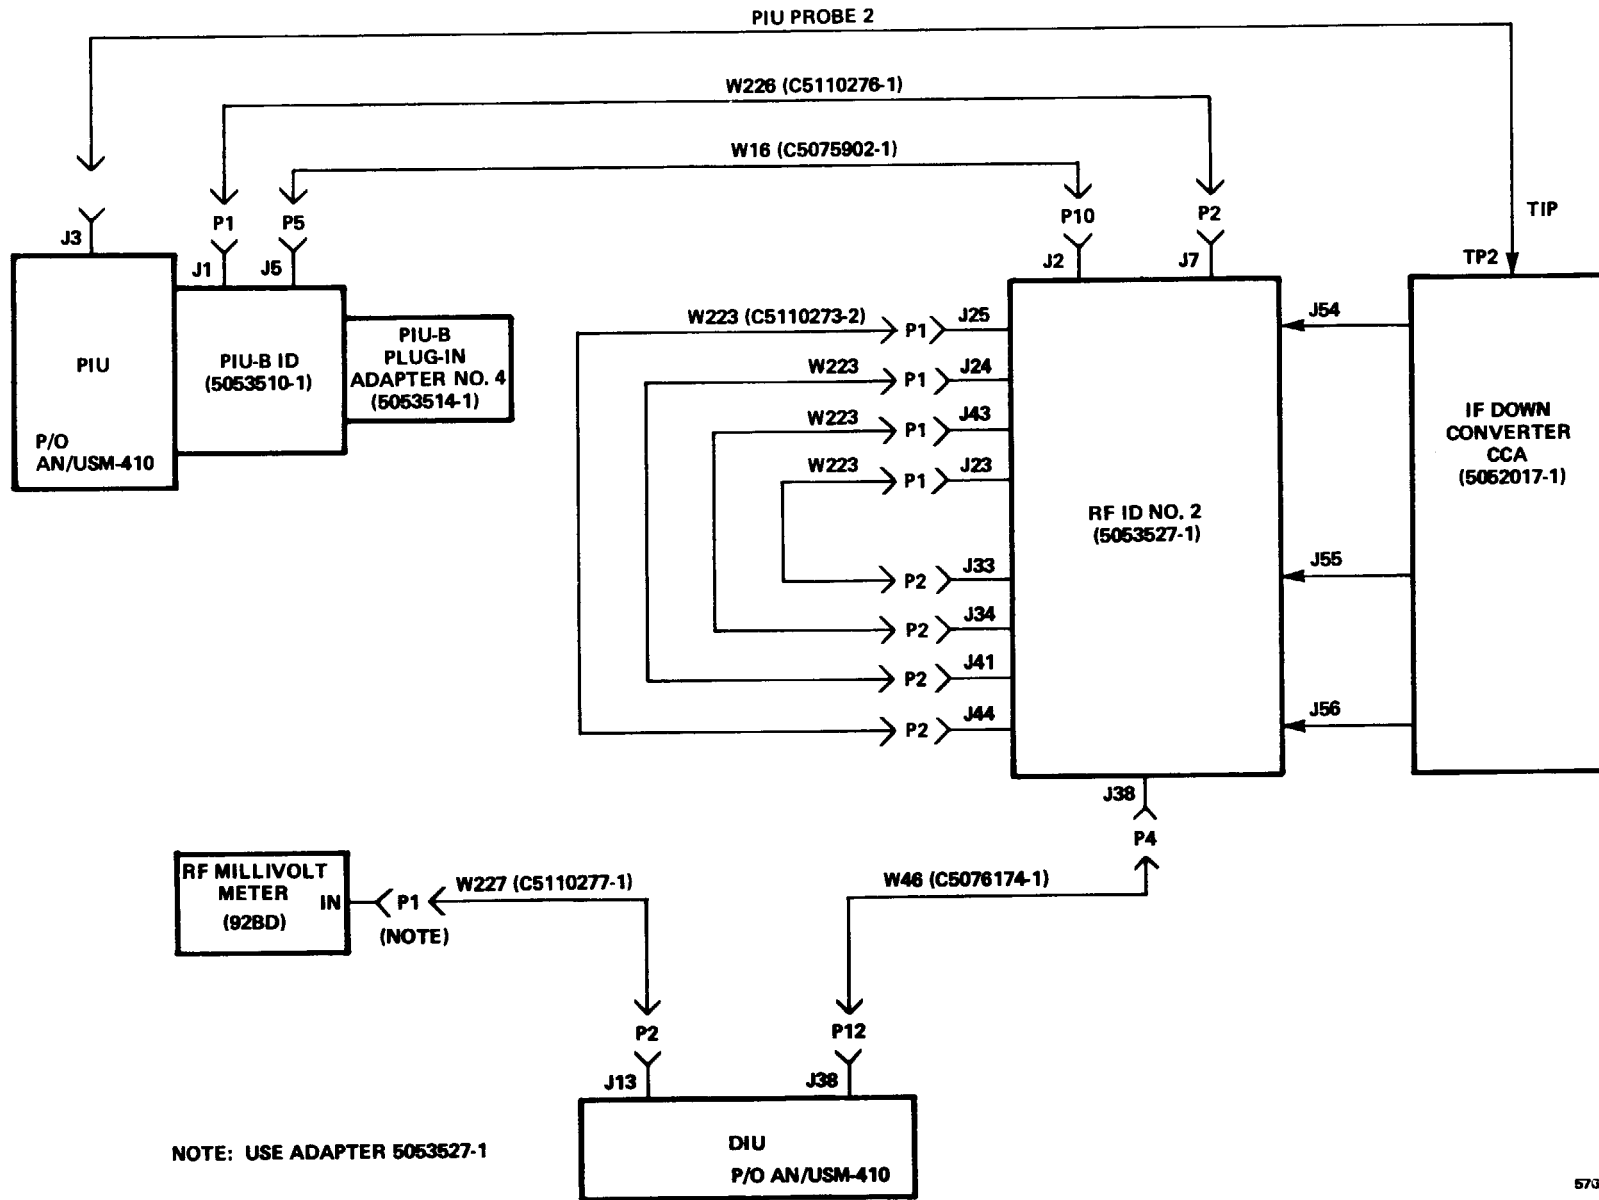 PIU PROBE 2
W226 (C5110276-1)
W16 (C5075902-1)
P1
P5
P10
P2
TIP
J3
J1
J5
J2
J7
TP2
PIU
P/O
AN/USM-410
PIU-B ID
(5053510-1)
PIU-B
PLUG-IN
ADAPTER NO. 4
(5053514-1)
W223 (C5110273-2)
P1
J25
W223
P1
J24
W223
P1
J43
W223
P1
J23
P2
J33
P2
J34
P2
J41
P2
J44
RF ID NO. 2
(5053527-1)
J54
J55
J56
IF DOWN
CONVERTER
CCA
(5052017-1)
J38
P4
RF MILLIVOLT
METER
(92BD)
IN
P1
(NOTE)
W227 (C5110277-1)
W46 (C5076174-1)
P2
P12
J13
J38
DIU
P/O AN/USM-410
NOTE: USE ADAPTER 5053527-1